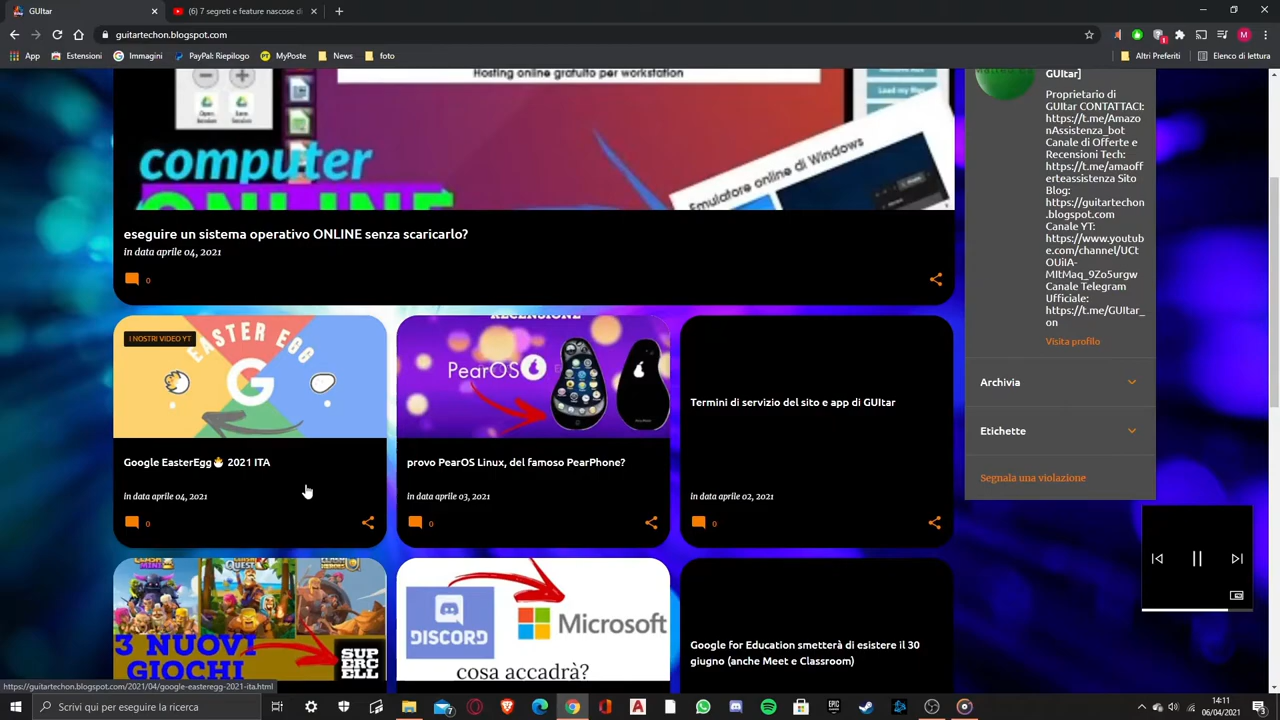 GUItar
(6) 7 segreti e feature nascose di
guitartechon.blogspot.com
App
Estensioni
Immagini
PayPal: Riepilogo
MyPoste
News
foto
Altri Preferiti
Elenco di lettura
Hosting online gratuito per workstation
Load my files
computer
ONLINE
Emulatore online di Windows
eseguire un sistema operativo ONLINE senza scaricarlo?
in data aprile 04, 2021
0
I NOSTRI VIDEO YT
EASTER EGG
Google EasterEgg🐣 2021 ITA
in data aprile 04, 2021
0
RECENSIONE
PearOS
provo PearOS Linux, del famoso PearPhone?
in data aprile 03, 2021
0
Termini di servizio del sito e app di GUItar
in data aprile 02, 2021
0
3 NUOVI
GIOCHI
SUP
ERC
ELL
DISCORD
Microsoft
cosa accadrà?
Google for Education smetterà di esistere il 30
giugno (anche Meet e Classroom)
GUItar]
Proprietario di
GUItar CONTATTACI:
https://t.me/Amazo
nAssistenza_bot
Canale di Offerte e
Recensioni Tech:
https://t.me/amaoff
erteassistenza Sito
Blog:
https://guitartechon
.blogspot.com
Canale YT:
https://www.youtub
e.com/channel/UCt
OUiIA-
MItMaq_9Zo5urgw
Canale Telegram
Ufficiale:
https://t.me/GUItar_
on
Visita profilo
Archivia
Etichette
Segnala una violazione
https://guitartechon.blogspot.com/2021/04/google-easteregg-2021-ita.html
Scrivi qui per eseguire la ricerca
14:11
06/04/2021